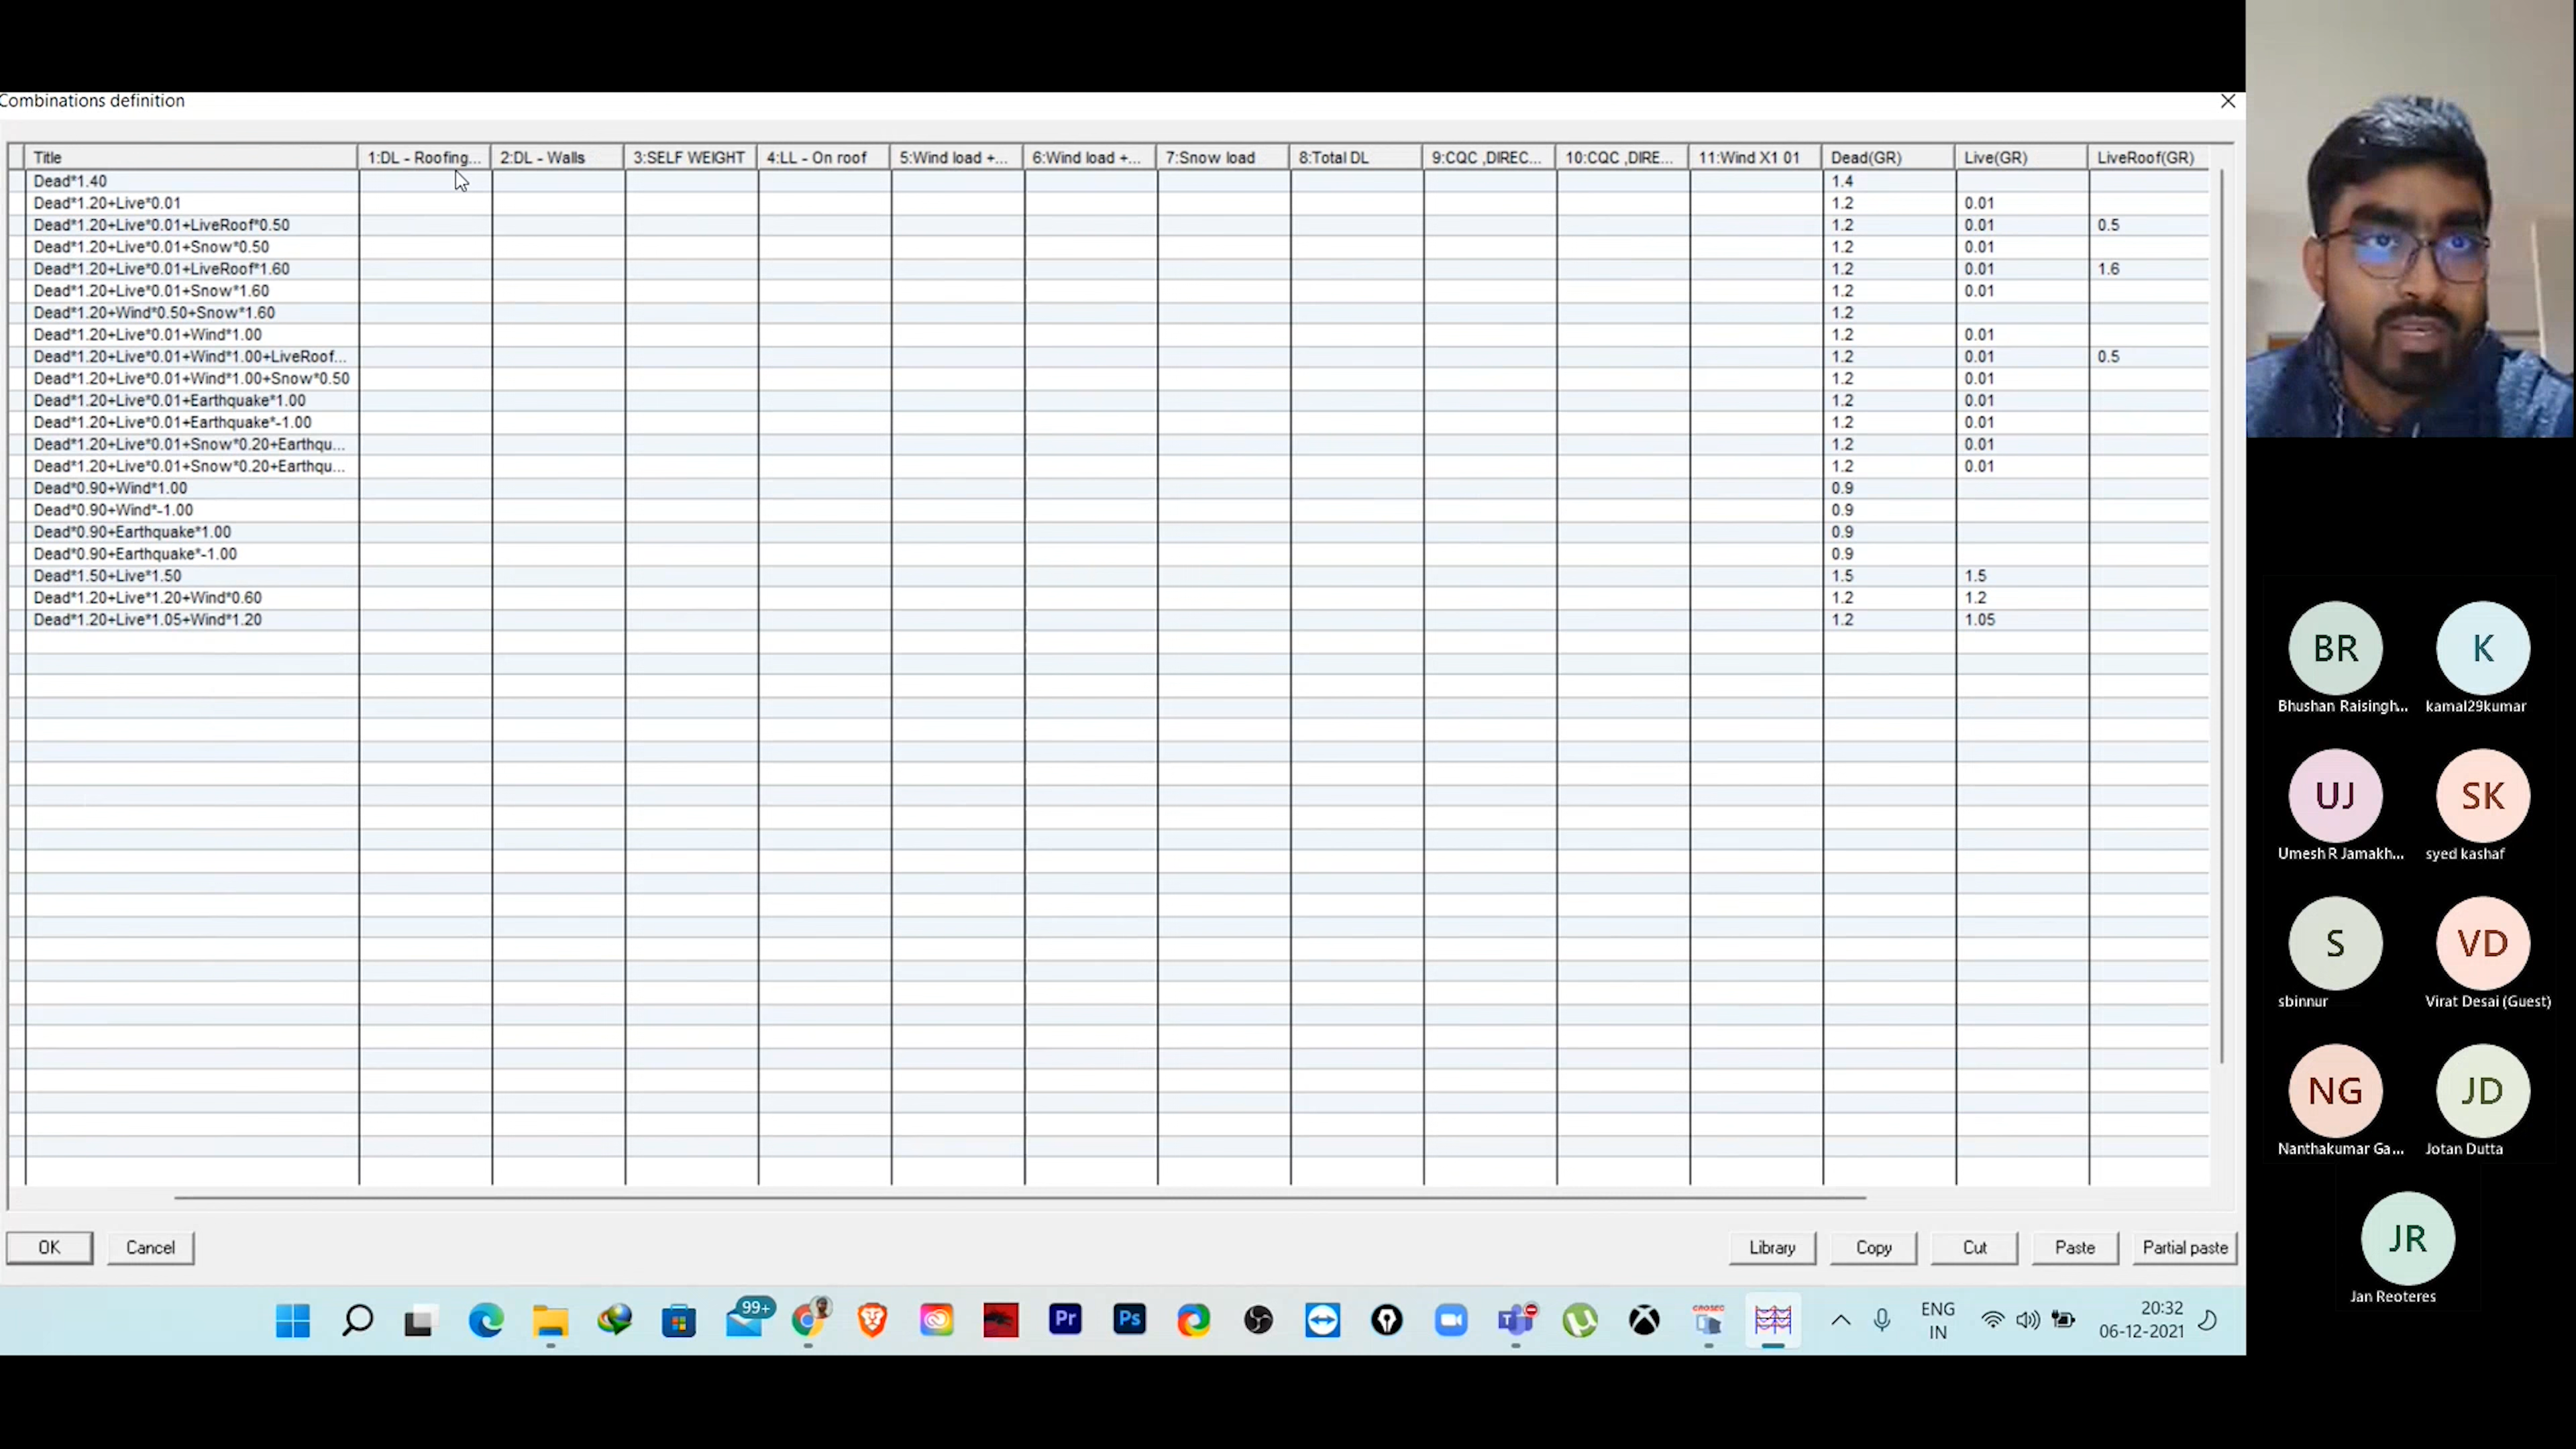 Combinations definition
Title 1:DL - Roofing... 2:DL - Walls 3:SELF WEIGHT 4:LL - On roof 5:Wind load +... 6:Wind load +... 7:Snow load 8:Total DL 9:CQC ,DIREC... 10:CQC ,DIRE... 11:Wind X1 01 Dead(GR) Live(GR) LiveRoof(GR)
Dead*1.40 1.4
Dead*1.20+Live*0.01 1.2 0.01
Dead*1.20+Live*0.01+LiveRoof*0.50 1.2 0.01 0.5
Dead*1.20+Live*0.01+Snow*0.50 1.2 0.01
Dead*1.20+Live*0.01+LiveRoof*1.60 1.2 0.01 1.6
Dead*1.20+Live*0.01+Snow*1.60 1.2 0.01
Dead*1.20+Wind*0.50+Snow*1.60 1.2
Dead*1.20+Live*0.01+Wind*1.00 1.2 0.01
Dead*1.20+Live*0.01+Wind*1.00+LiveRoof... 1.2 0.01 0.5
Dead*1.20+Live*0.01+Wind*1.00+Snow*0.50 1.2 0.01
Dead*1.20+Live*0.01+Earthquake*1.00 1.2 0.01
Dead*1.20+Live*0.01+Earthquake*-1.00 1.2 0.01
Dead*1.20+Live*0.01+Snow*0.20+Earthqu... 1.2 0.01
Dead*1.20+Live*0.01+Snow*0.20+Earthqu... 1.2 0.01
Dead*0.90+Wind*1.00 0.9
Dead*0.90+Wind*-1.00 0.9
Dead*0.90+Earthquake*1.00 0.9
Dead*0.90+Earthquake*-1.00 0.9
Dead*1.50+Live*1.50 1.5 1.5
Dead*1.20+Live*1.20+Wind*0.60 1.2 1.2
Dead*1.20+Live*1.05+Wind*1.20 1.2 1.05
OK Cancel Library Copy Cut Paste Partial paste
99+ Pr Ps CROSEC ENG 20:32
IN 06-12-2021
BR K
Bhushan Raisingh... kamal29kumar
UJ SK
Umesh R Jamakh... syed kashaf
S VD
sbinnur Virat Desai (Guest)
NG JD
Nanthakumar Ga... Jotan Dutta
JR
Jan Reoteres